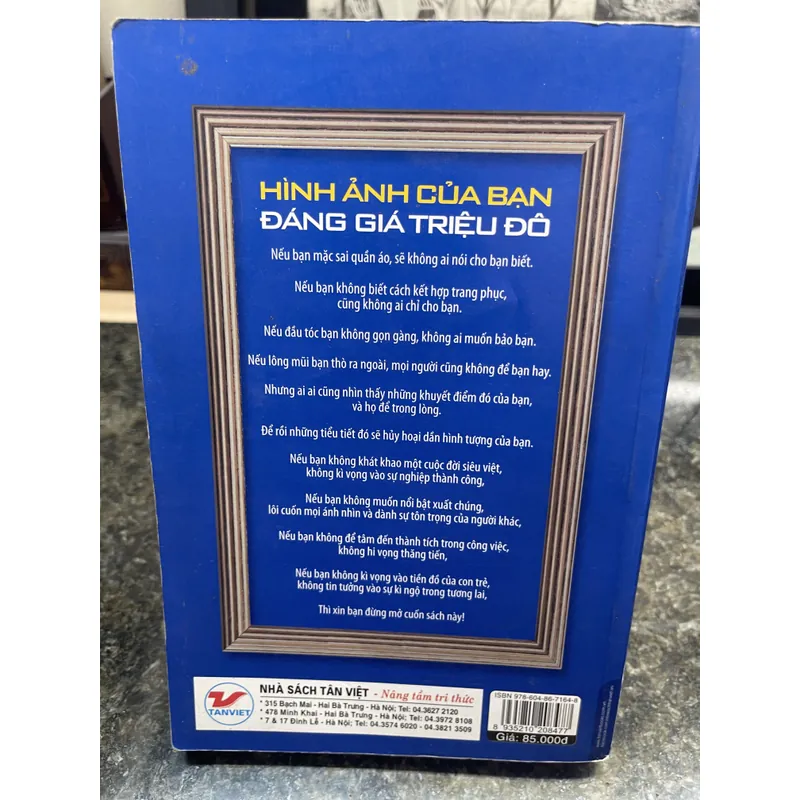 HÌNH ẢNH CỦA BẠN
ĐÁNG GIÁ TRIỆU ĐÔ
Nếu bạn mặc sai quần áo, sẽ không ai nói cho bạn biết.
Nếu bạn không biết cách kết hợp trang phục,
cũng không ai chỉ cho bạn.
Nếu đầu tóc bạn không gọn gàng, không ai muốn bảo bạn.
Nếu lông mũi bạn thò ra ngoài, mọi người cũng không để bạn hay.
Nhưng ai ai cũng nhìn thấy những khuyết điểm đó của bạn,
và họ để trong lòng.
Để rồi những tiểu tiết đó sẽ hủy hoại dần hình tượng của bạn.
Nếu bạn không khát khao một cuộc đời siêu việt,
không kì vọng vào sự nghiệp thành công,
Nếu bạn không muốn nổi bật xuất chúng,
lôi cuốn mọi ánh nhìn và dành sự tôn trọng của người khác,
Nếu bạn không để tâm đến thành tích trong công việc,
không hi vọng thăng tiến,
Nếu bạn không kì vọng vào tiền đồ của con trẻ,
không tin tưởng vào sự kì ngộ trong tương lai,
Thì xin bạn đừng mở cuốn sách này!
TANVIET
NHÀ SÁCH TÂN VIỆT - Nâng tầm tri thức
* 315 Bạch Mai - Hai Bà Trưng - Hà Nội; Tel: 04.3627 2120
* 478 Minh Khai - Hai Bà Trưng - Hà Nội; Tel: 04.3972 8108
* 7 & 17 Đinh Lễ - Hà Nội; Tel: 04.3574 6020 - 04.3821 3509
ISBN 978-604-86-7164-8
8 935210 208477
Giá: 85.000đ